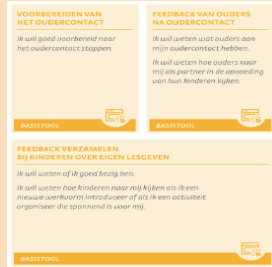 VOORBEREIDEN VAN
HET OUDERCONTACT
Ik wil goed voorbereid naar
het oudercontact stappen.
BASISTOOL
FEEDBACK VAN OUDERS
NA OUDERCONTACT
Ik wil weten wat ouders aan
mijn oudercontact hebben.
Ik wil weten hoe ouders naar
mij als partner in de opvoeding
van hun kinderen kijken.
BASISTOOL
FEEDBACK VERZAMELEN
BIJ KINDEREN OVER EIGEN LESGEVEN
Ik wil weten of ik goed bezig ben.
Ik wil weten hoe kinderen naar mij kijken als ik een
nieuwe werkvorm introduceer of als ik een activiteit
organiseer die spannend is voor mij.
BASISTOOL